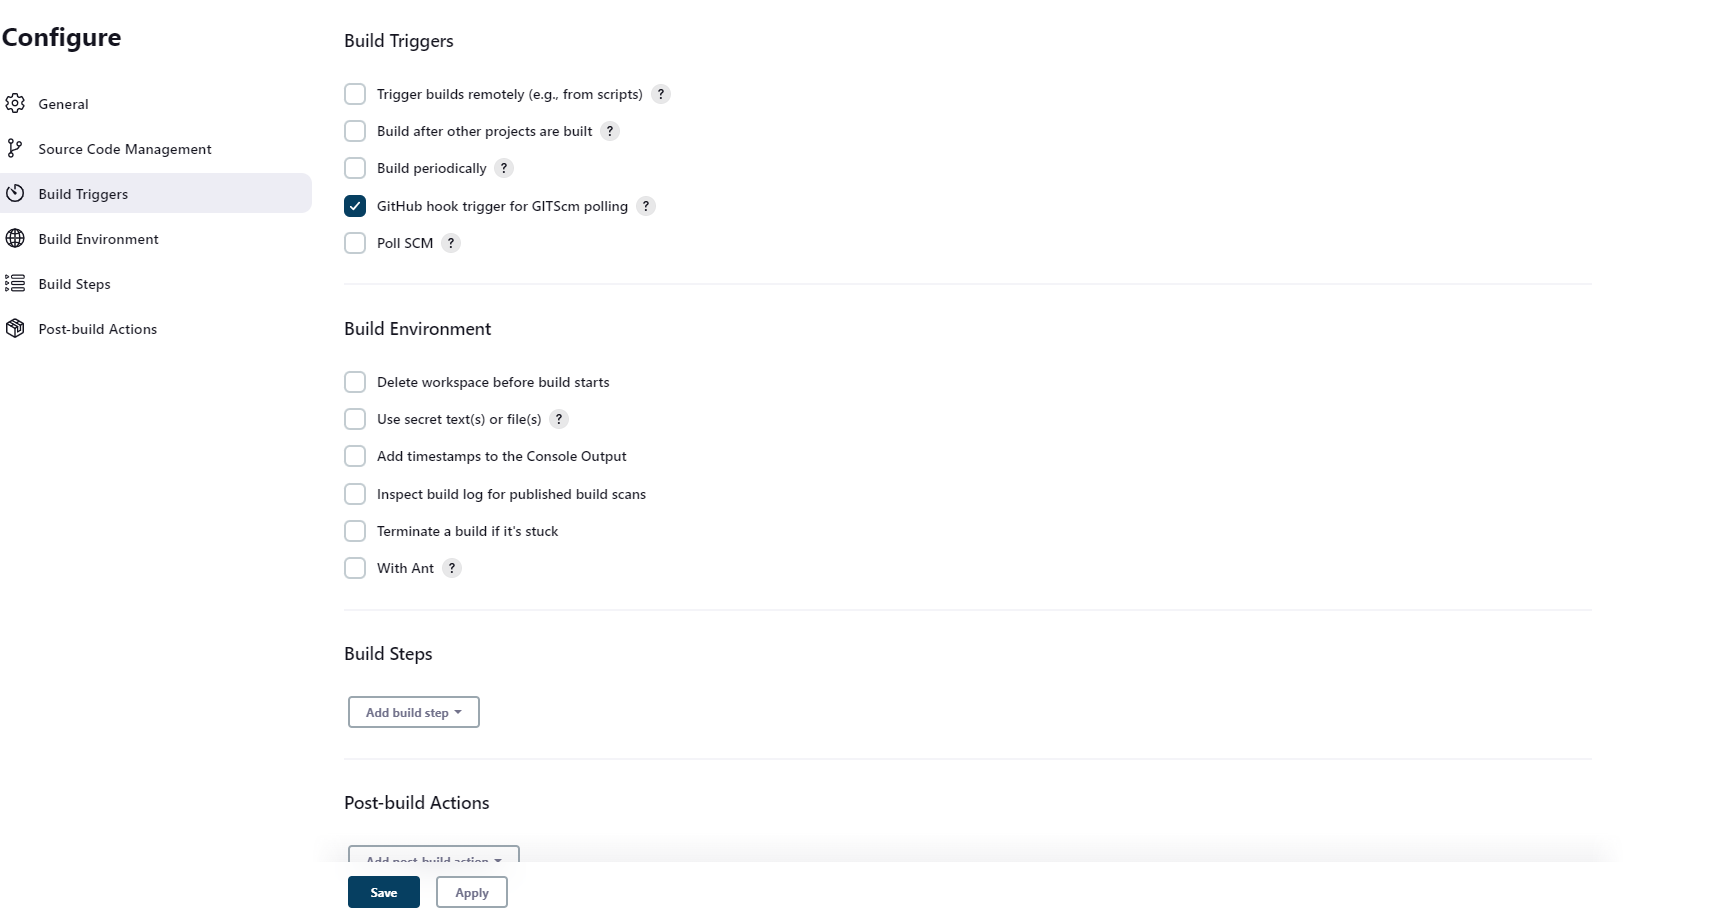 Configure
General
Source Code Management
Build Triggers
Build Environment
Build Steps
Post-build Actions
Build Triggers
Trigger builds remotely (e.g., from scripts) ?
Build after other projects are built ?
Build periodically ?
GitHub hook trigger for GITScm polling ?
Poll SCM ?
Build Environment
Delete workspace before build starts
Use secret text(s) or file(s) ?
Add timestamps to the Console Output
Inspect build log for published build scans
Terminate a build if it's stuck
With Ant ?
Build Steps
Add build step
Post-build Actions
Add post-build action
Save Apply